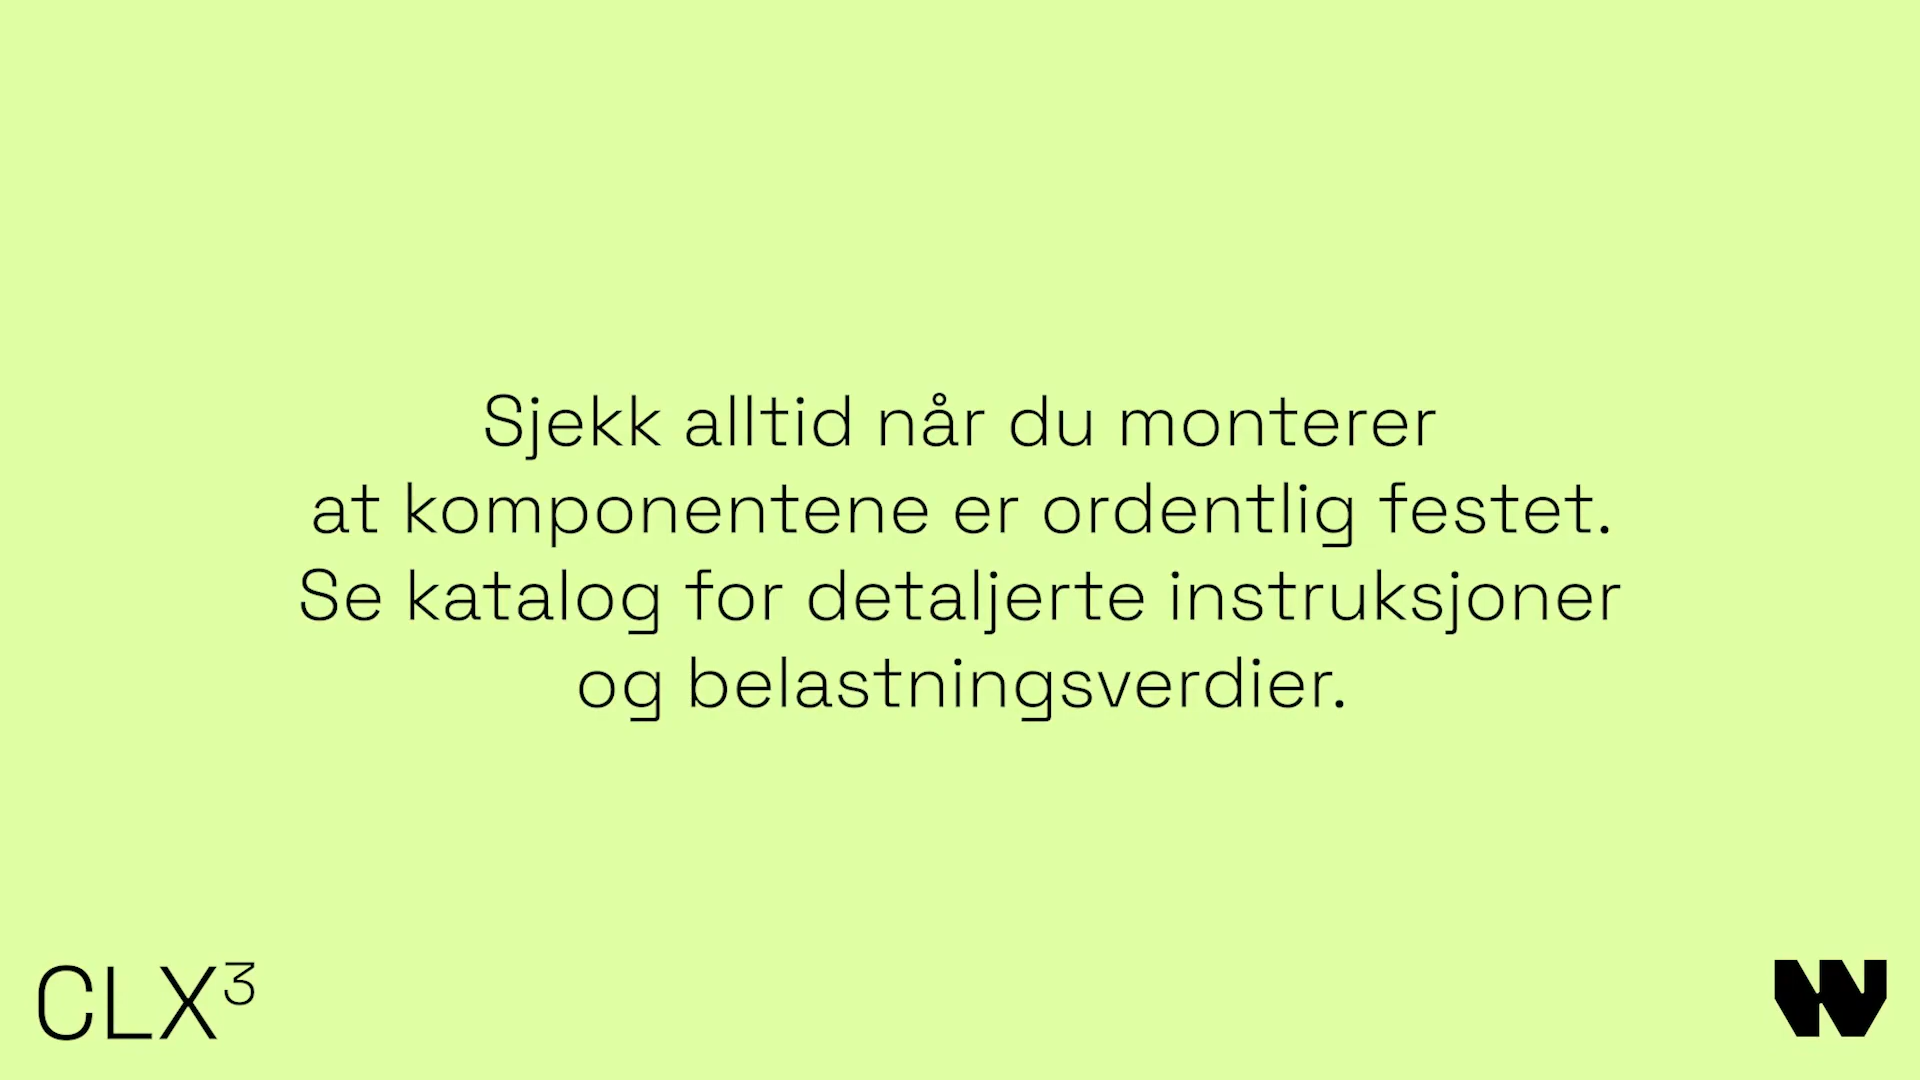 Sjekk alltid når du monterer
at komponentene er ordentlig festet.
Se katalog for detaljerte instruksjoner
og belastningsverdier.
CLX³
W